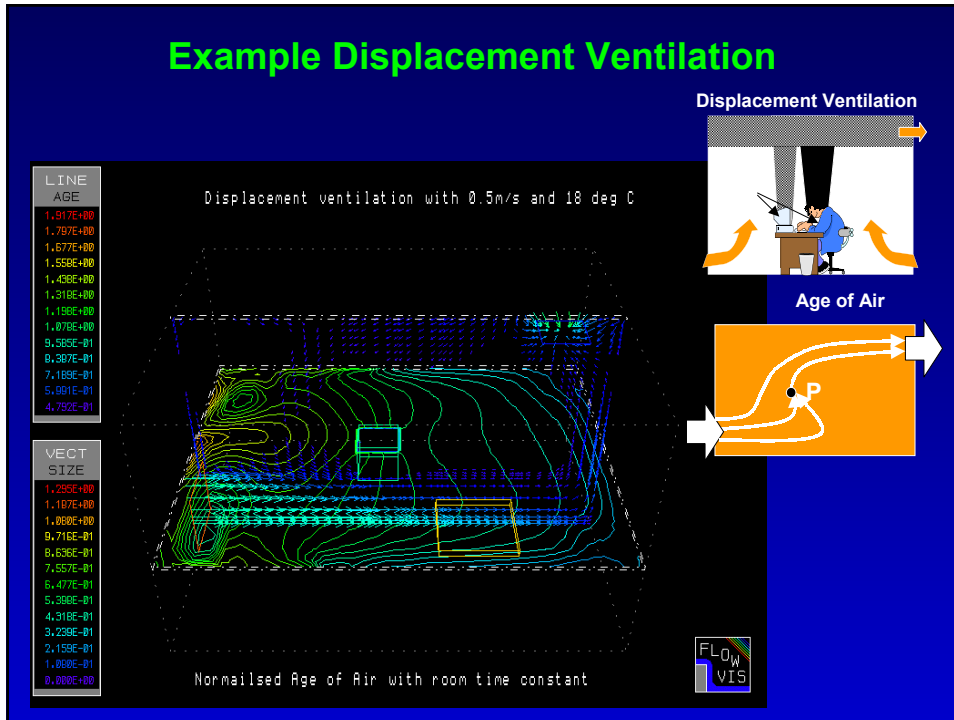 Example Displacement Ventilation
Displacement Ventilation
LINE
AGE
1.917E+00
1.797E+00
1.677E+00
1.558E+00
1.438E+00
1.318E+00
1.198E+00
1.078E+00
9.585E-01
8.387E-01
7.189E-01
5.991E-01
4.792E-01
Displacement ventilation with 0.5m/s and 18 deg C
Age of Air
P
VECT
SIZE
1.295E+00
1.187E+00
1.080E+00
9.716E-01
8.636E-01
7.557E-01
6.477E-01
5.398E-01
4.318E-01
3.239E-01
2.159E-01
1.080E-01
0.000E+00
Normailsed Age of Air with room time constant
FLOW
VIS